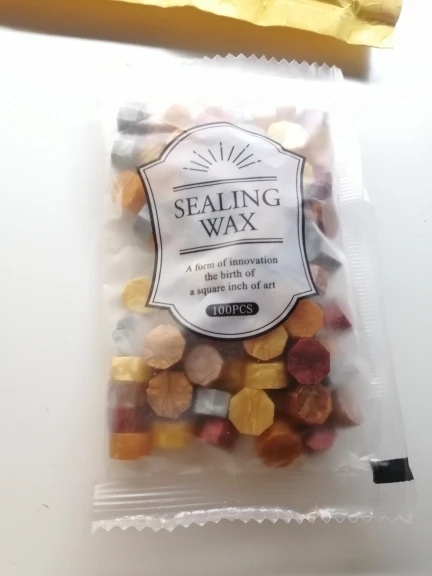 SEALING
WAX
A form of innovation
the birth of
a square inch of art
100PCS